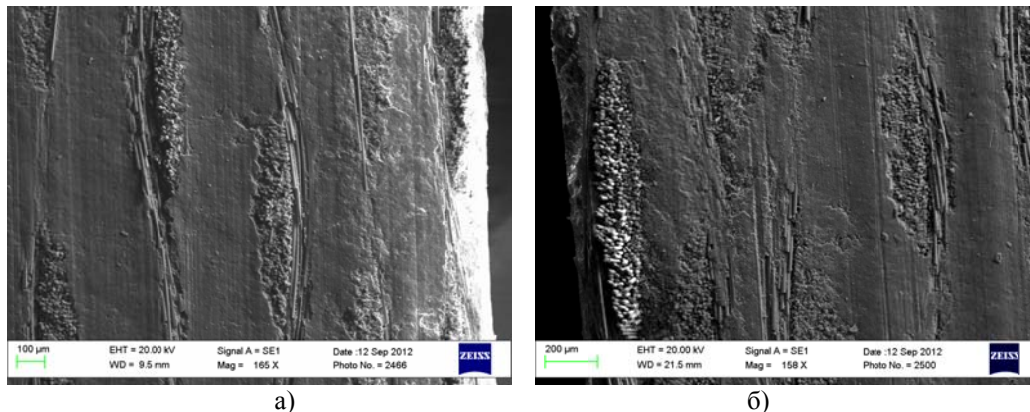 100 µm
EHT = 20.00 kV
Signal A = SE1
Date :12 Sep 2012
ZEISS
WD = 9.5 mm
Mag = 165 X
Photo No. = 2466
200 µm
EHT = 20.00 kV
Signal A = SE1
Date :12 Sep 2012
ZEISS
WD = 21.5 mm
Mag = 158 X
Photo No. = 2500
а)
б)